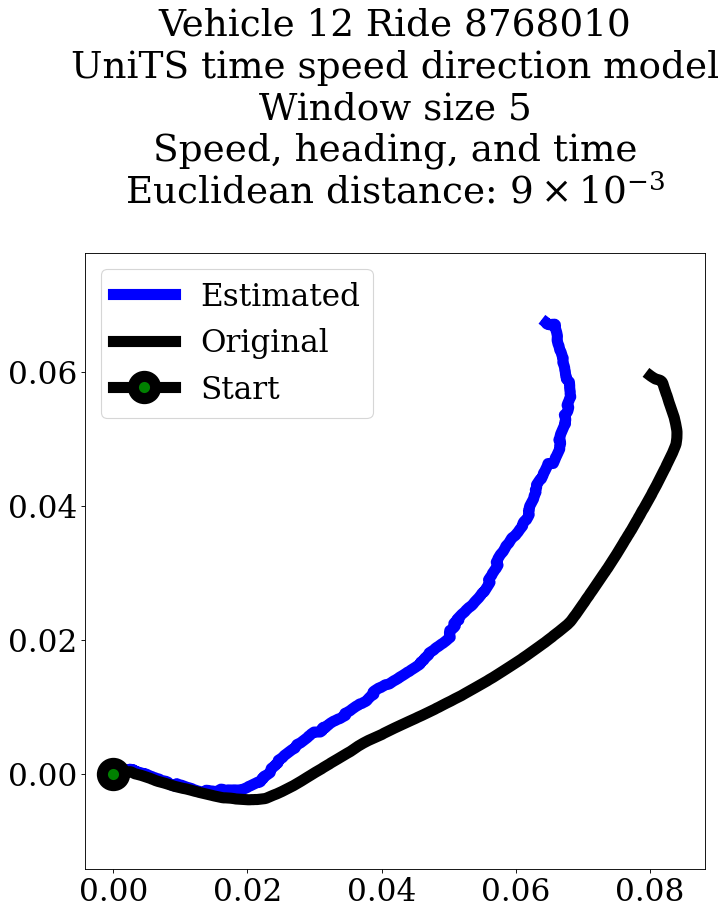 Vehicle 12 Ride 8768010
UniTS time speed direction model
Window size 5
Speed, heading, and time
Euclidean distance: 9 × 10⁻³
Estimated
Original
Start
0.06
0.04
0.02
0.00
0.00 0.02 0.04 0.06 0.08